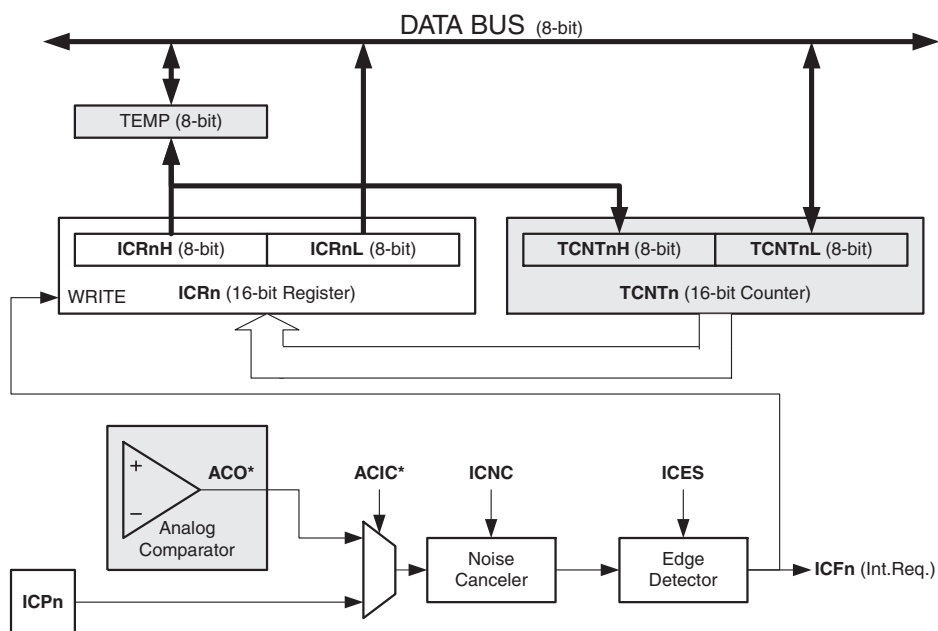 DATA BUS (8-bit)
TEMP (8-bit)
ICRnH (8-bit)
ICRnL (8-bit)
TCNTnH (8-bit)
TCNTnL (8-bit)
WRITE
ICRn (16-bit Register)
TCNTn (16-bit Counter)
+
−
ACO*
Analog
Comparator
ACIC*
ICNC
ICES
Noise
Canceler
Edge
Detector
ICFn (Int.Req.)
ICPn